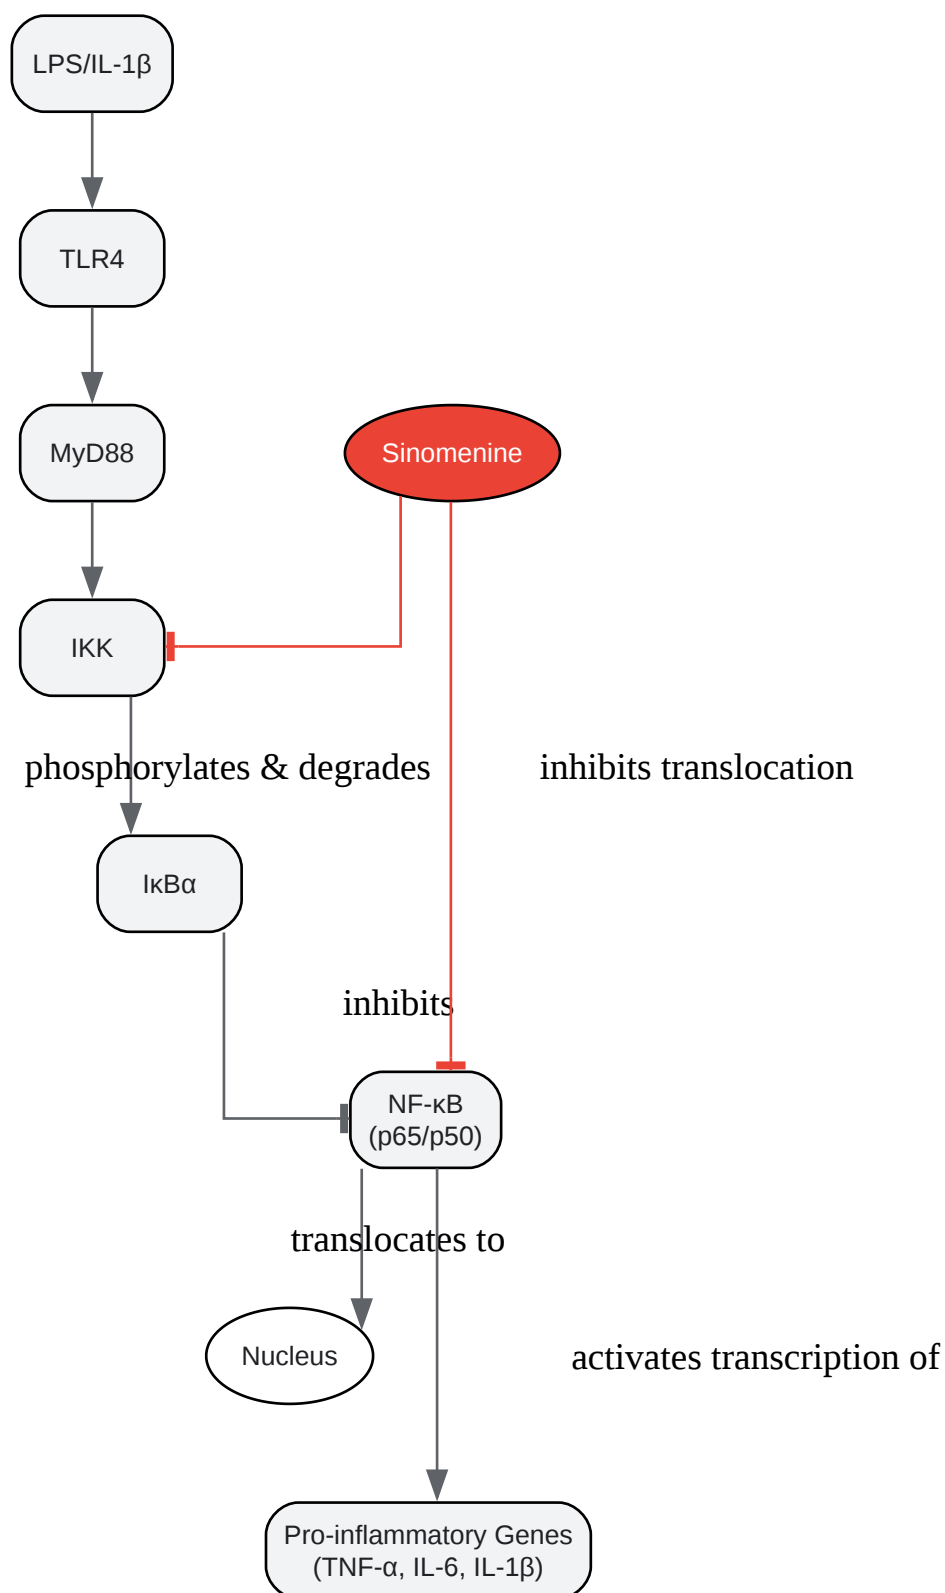 LPS/IL-1β
TLR4
MyD88
Sinomenine
IKK
phosphorylates & degrades
inhibits translocation
IκBα
inhibits
NF-κB
(p65/p50)
translocates to
Nucleus
activates transcription of
Pro-inflammatory Genes
(TNF-α, IL-6, IL-1β)